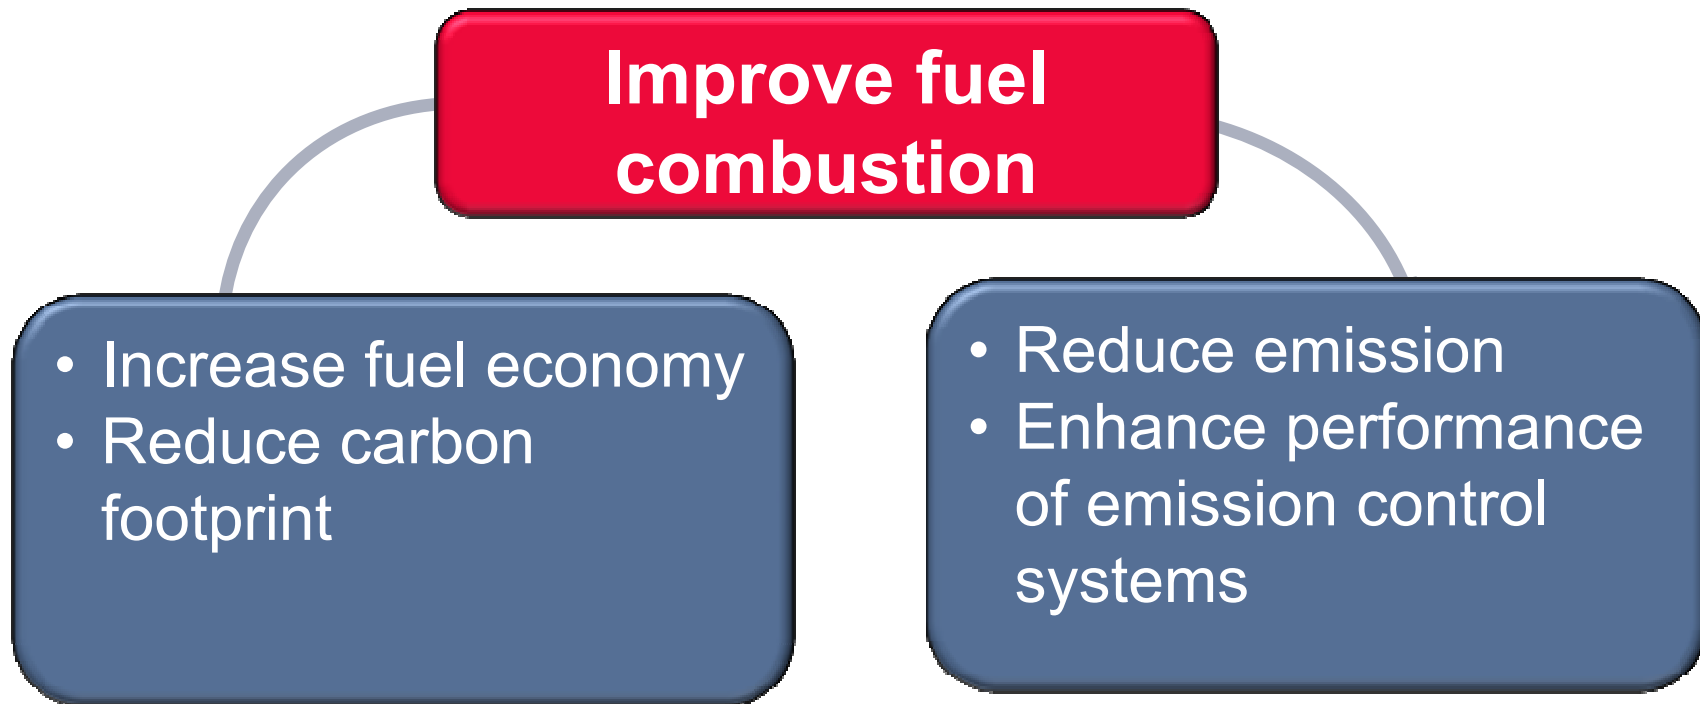 Improve fuel
combustion
• Increase fuel economy
• Reduce carbon
footprint
• Reduce emission
• Enhance performance
of emission control
systems